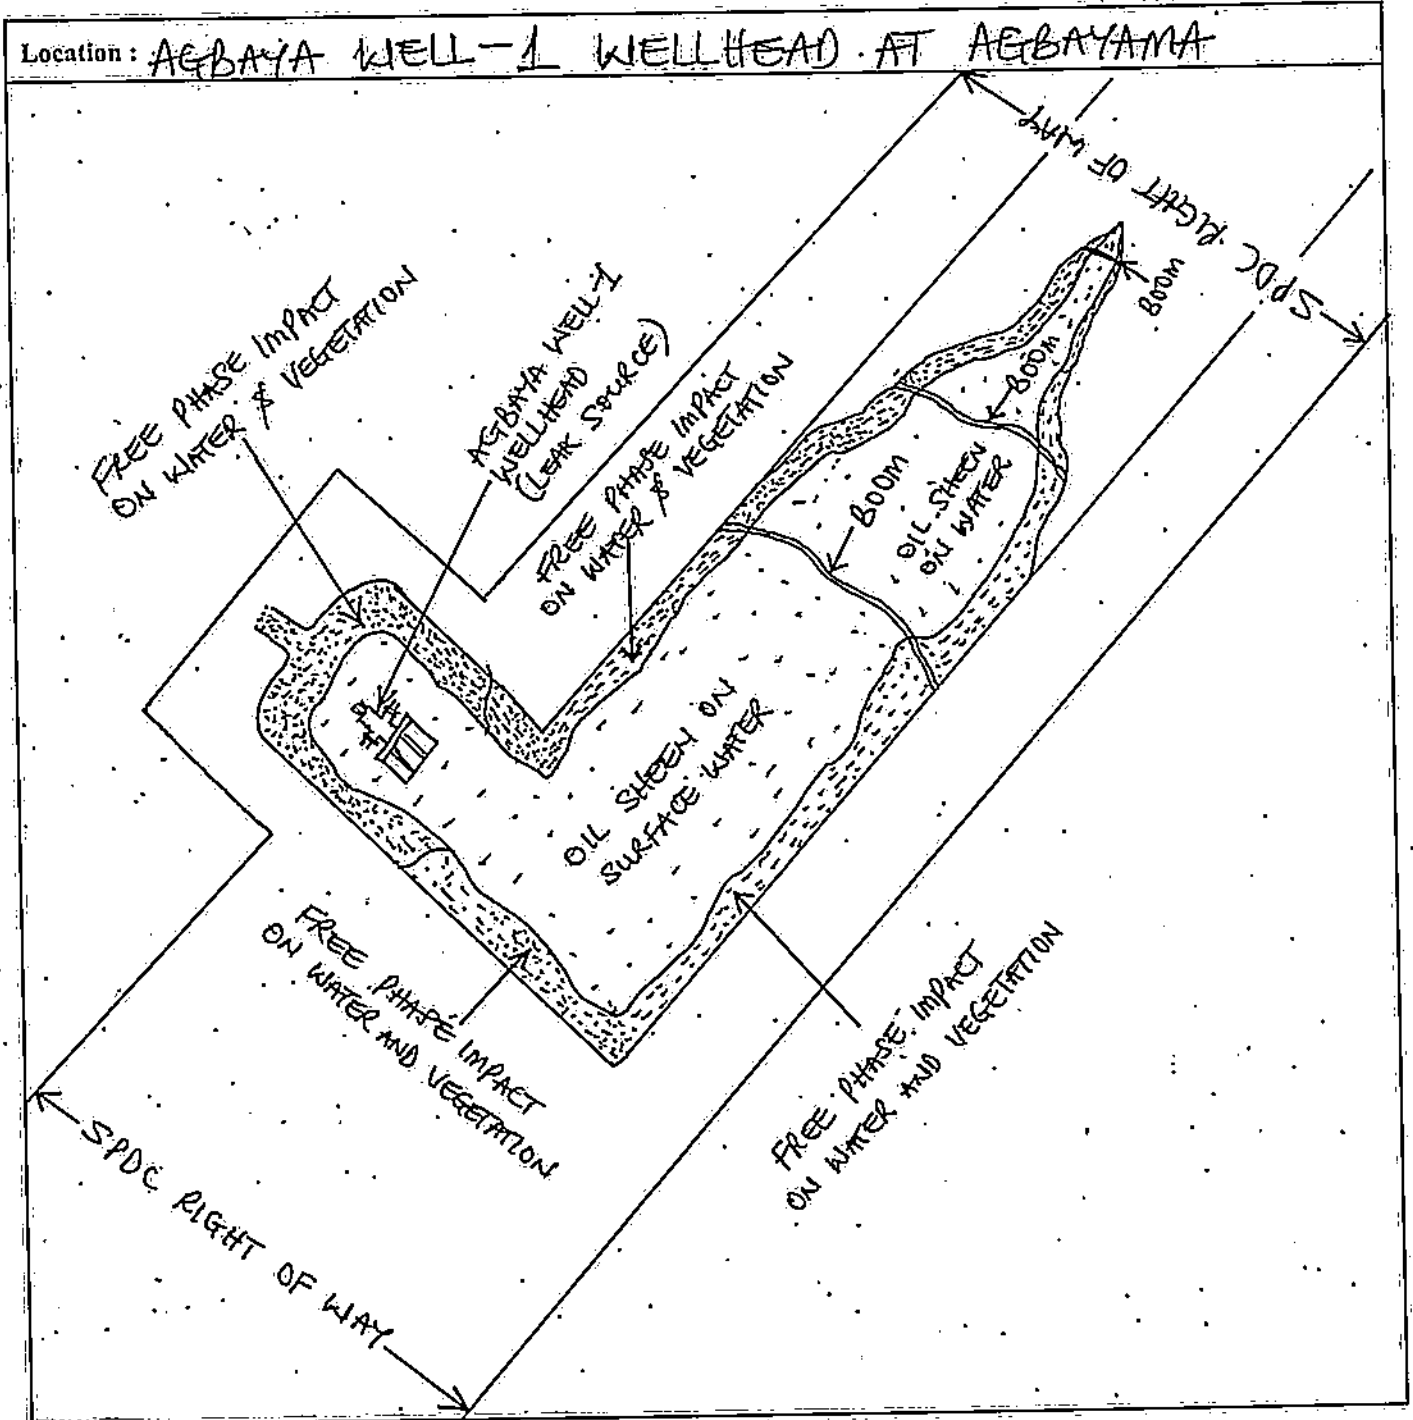 Location: AGBAYA WELL-1 WELLHEAD AT AGBAYAMA
SPDC RIGHT OF WAY
BOOM
FREE PHASE IMPACT
ON WATER & VEGETATION
AGBAYA WELL-1
WELLHEAD
(LEAK SOURCE)
FREE PHASE IMPACT
ON WATER & VEGETATION
BOOM
BOOM
OIL SHEEN
ON WATER
OIL SHEEN ON
SURFACE WATER
FREE PHASE IMPACT
ON WATER AND VEGETATION
FREE PHASE IMPACT
ON WATER AND VEGETATION
SPDC RIGHT OF WAY